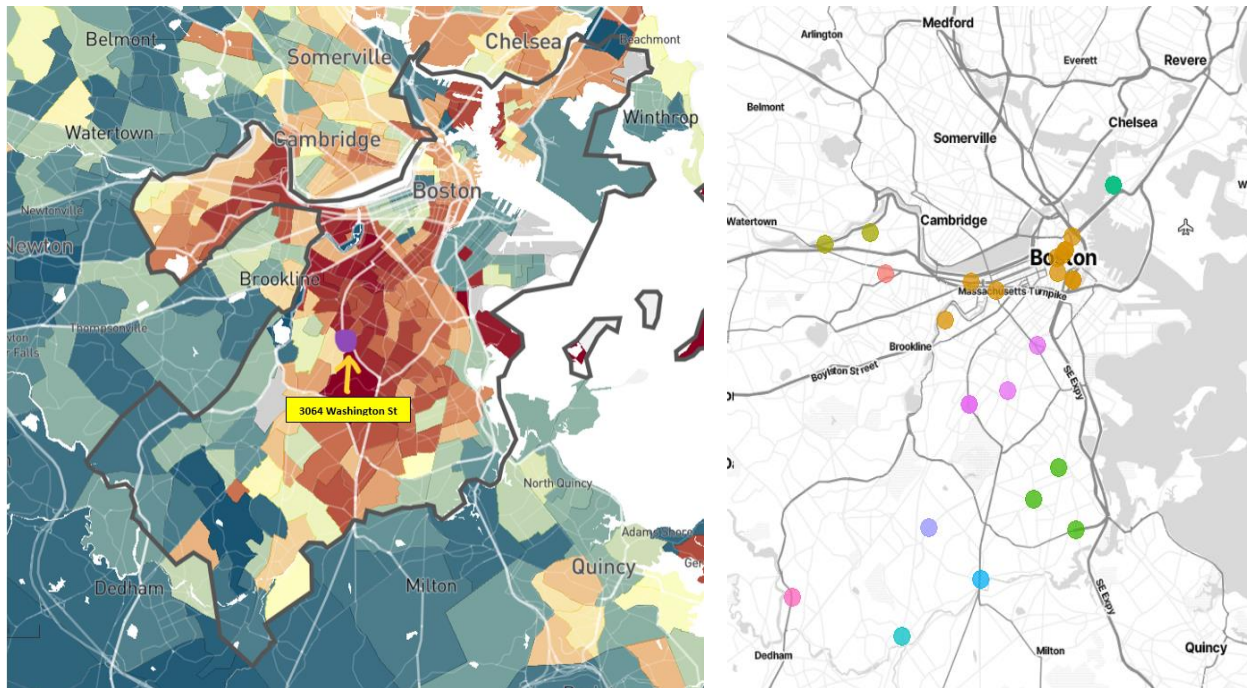 Belmont
Somerville
Chelsea
Beachmont
Watertown
Winthrop
Cambridge
Boston
Newtonville
Newton
Brookline
Thompsonville
r Falls
3064 Washington St
North Quincy
Dedham
Milton
Quincy
Medford
Arlington
Everett
Revere
Belmont
Chelsea
Somerville
Watertown
Cambridge
Boston
Massachusetts Turnpike
Brookline
Boylston Street
SE Expy
SE Expy
Dedham
Milton
Quincy